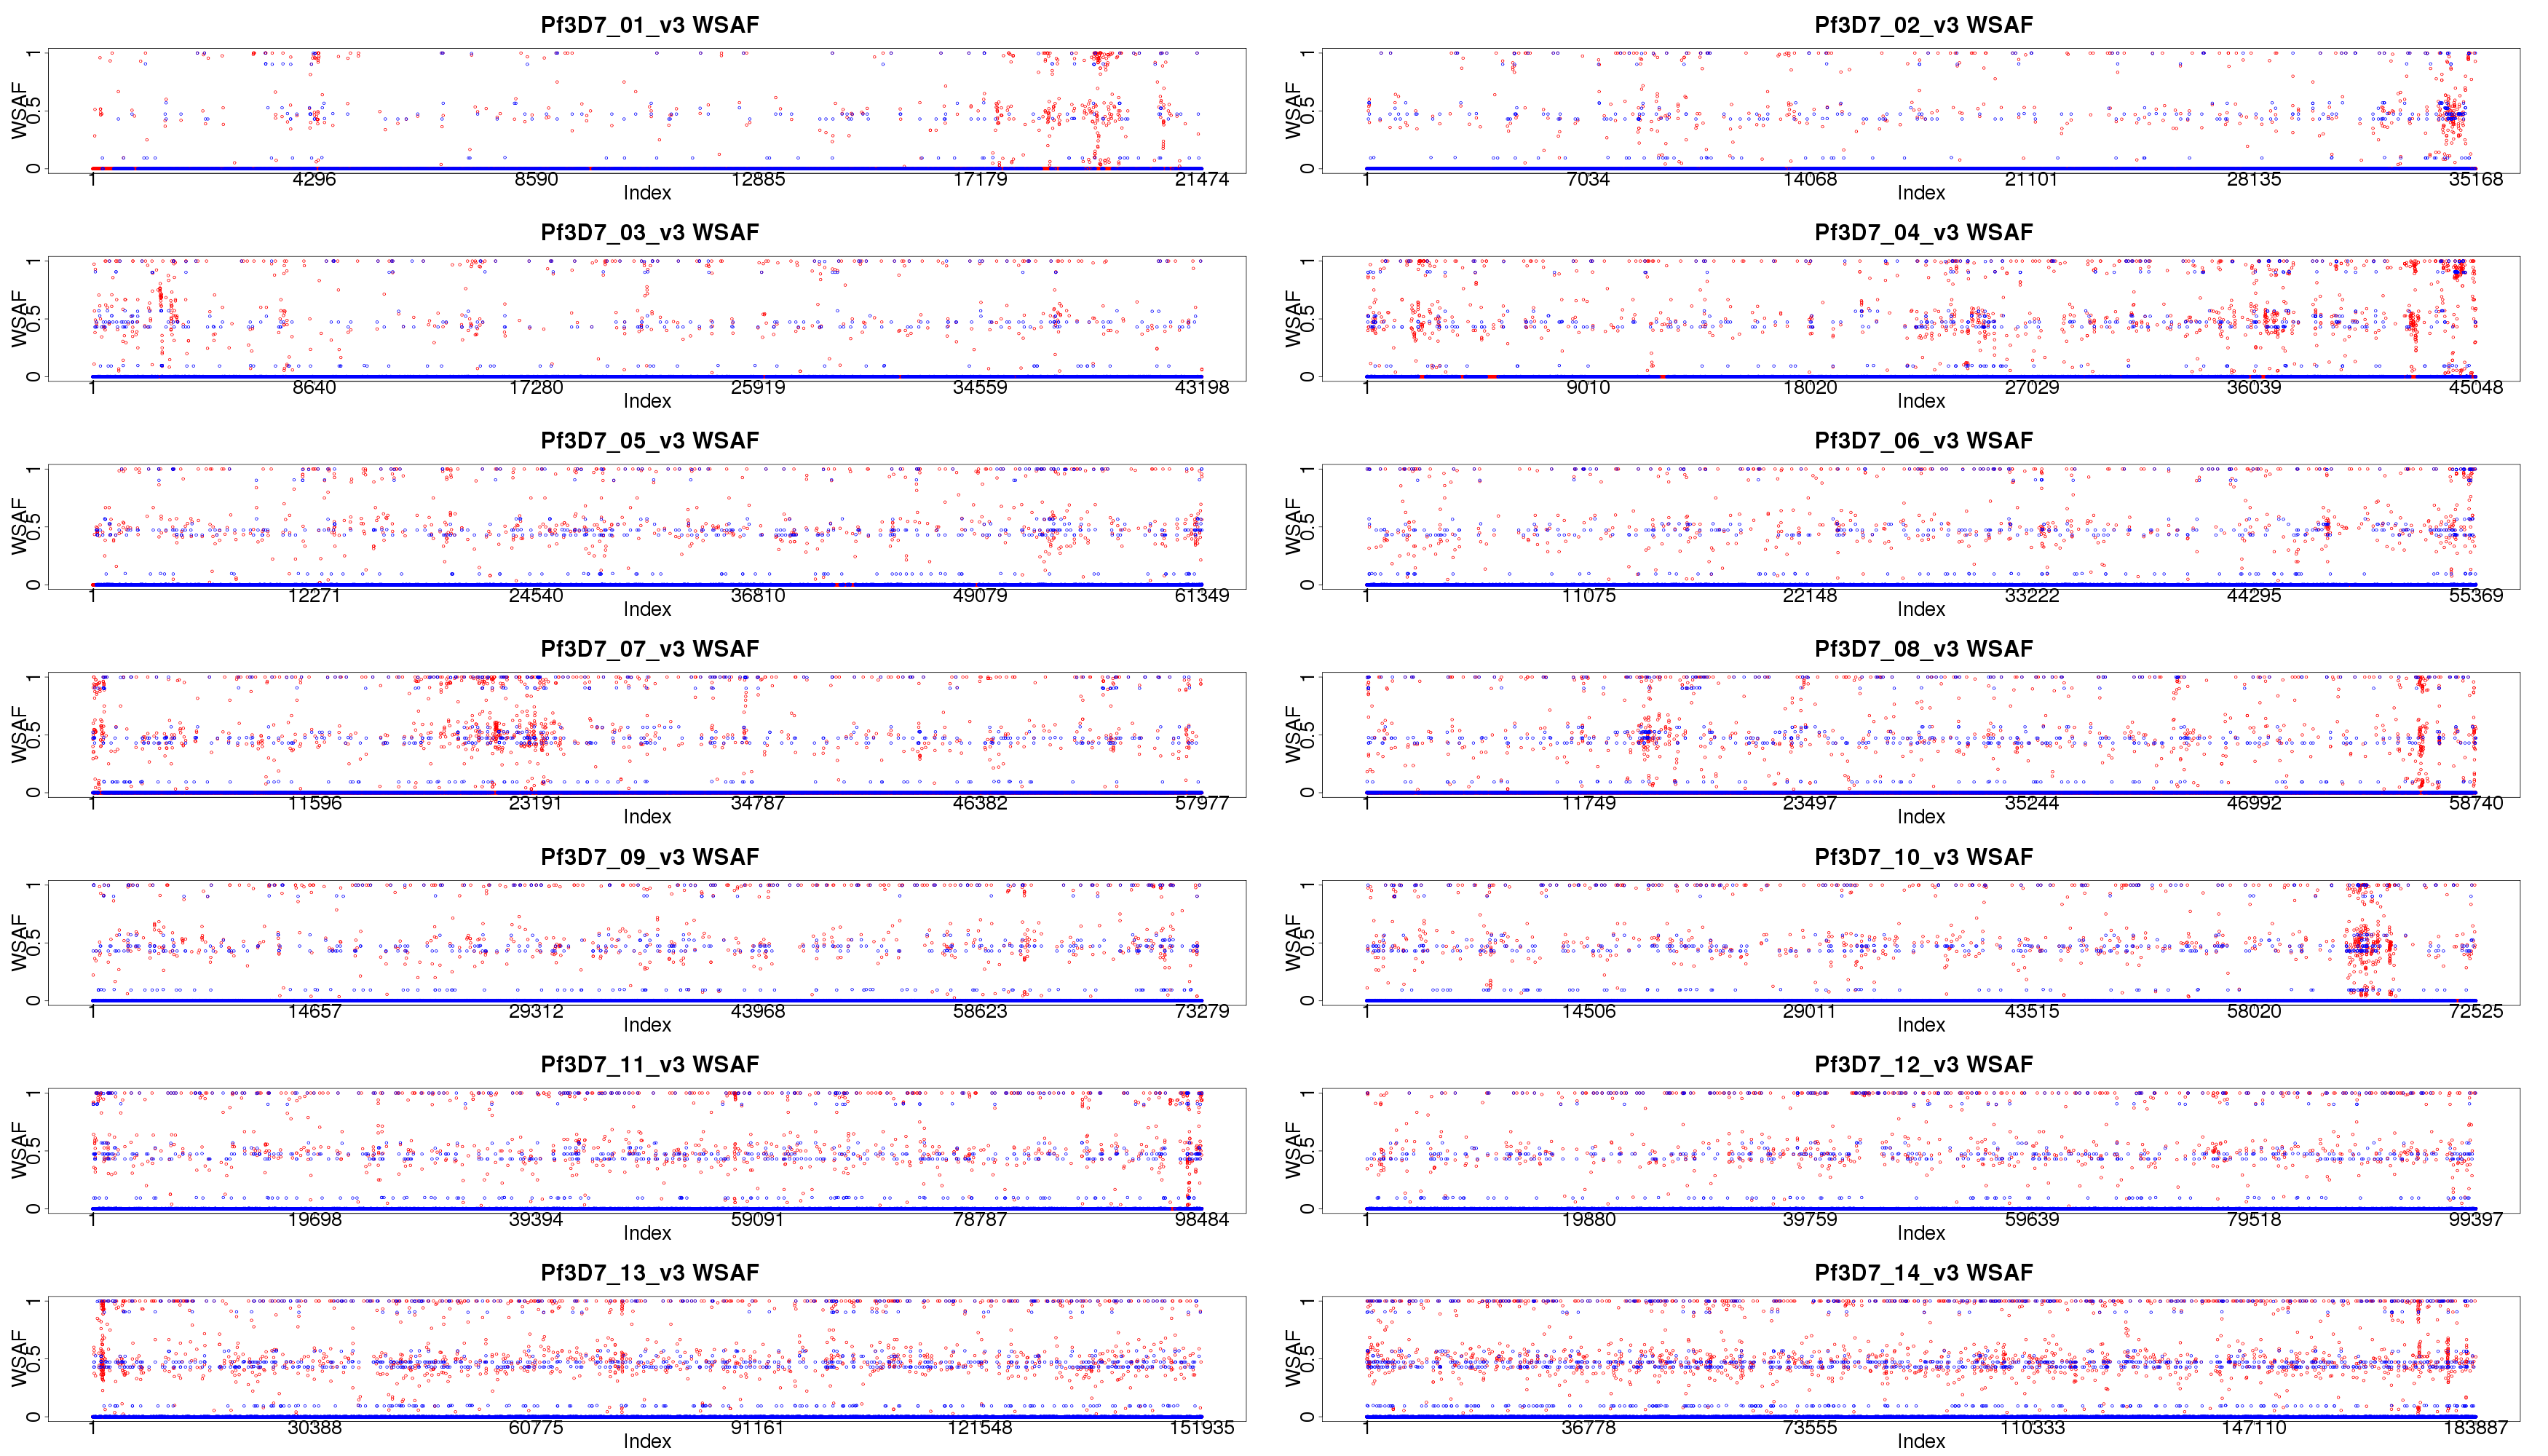 Pf3D7_01_v3 WSAF
WSAF
1
0.5
0
1 4296 8590 12885 17179 21474
Index
Pf3D7_02_v3 WSAF
WSAF
1
0.5
0
1 7034 14068 21101 28135 35168
Index
Pf3D7_03_v3 WSAF
WSAF
1
0.5
0
1 8640 17280 25919 34559 43198
Index
Pf3D7_04_v3 WSAF
WSAF
1
0.5
0
1 9010 18020 27029 36039 45048
Index
Pf3D7_05_v3 WSAF
WSAF
1
0.5
0
1 12271 24540 36810 49079 61349
Index
Pf3D7_06_v3 WSAF
WSAF
1
0.5
0
1 11075 22148 33222 44295 55369
Index
Pf3D7_07_v3 WSAF
WSAF
1
0.5
0
1 11596 23191 34787 46382 57977
Index
Pf3D7_08_v3 WSAF
WSAF
1
0.5
0
1 11749 23497 35244 46992 58740
Index
Pf3D7_09_v3 WSAF
WSAF
1
0.5
0
1 14657 29312 43968 58623 73279
Index
Pf3D7_10_v3 WSAF
WSAF
1
0.5
0
1 14506 29011 43515 58020 72525
Index
Pf3D7_11_v3 WSAF
WSAF
1
0.5
0
1 19698 39394 59091 78787 98484
Index
Pf3D7_12_v3 WSAF
WSAF
1
0.5
0
1 19880 39759 59639 79518 99397
Index
Pf3D7_13_v3 WSAF
WSAF
1
0.5
0
1 30388 60775 91161 121548 151935
Index
Pf3D7_14_v3 WSAF
WSAF
1
0.5
0
1 36778 73555 110333 147110 183887
Index